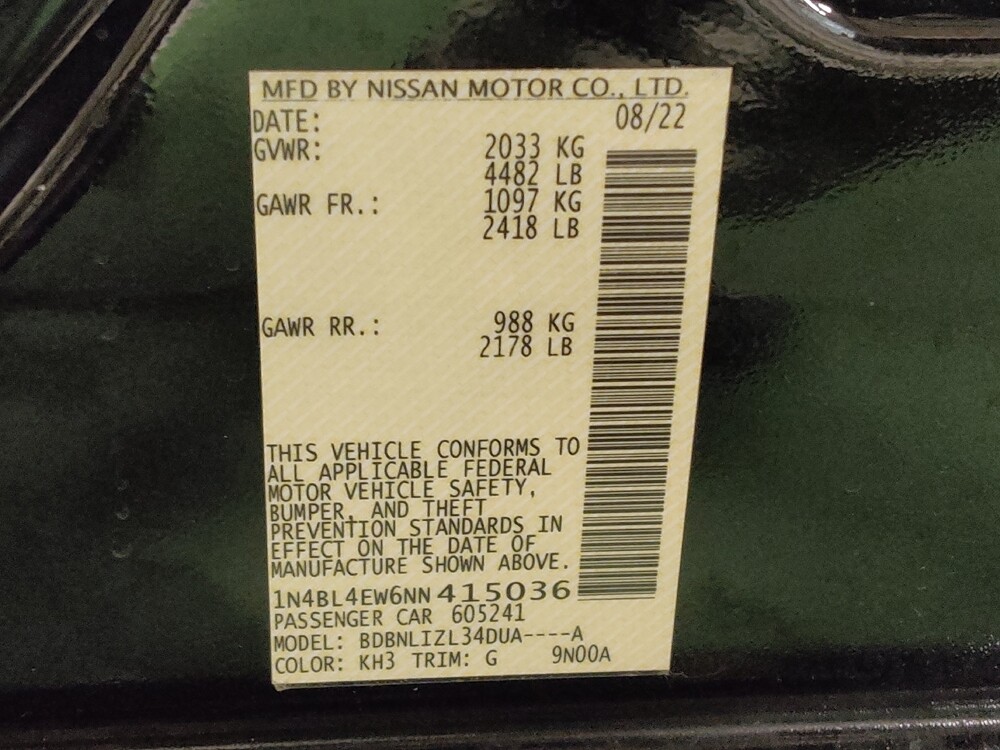 MFD BY NISSAN MOTOR CO., LTD.
DATE: 08/22
GVWR: 2033 KG
4482 LB
GAWR FR.: 1097 KG
2418 LB
GAWR RR.: 988 KG
2178 LB
THIS VEHICLE CONFORMS TO
ALL APPLICABLE FEDERAL
MOTOR VEHICLE SAFETY,
BUMPER, AND THEFT
PREVENTION STANDARDS IN
EFFECT ON THE DATE OF
MANUFACTURE SHOWN ABOVE.
1N4BL4EW6NN415036
PASSENGER CAR 605241
MODEL: BDBNLIZL34DUA----A
COLOR: KH3 TRIM: G 9N00A